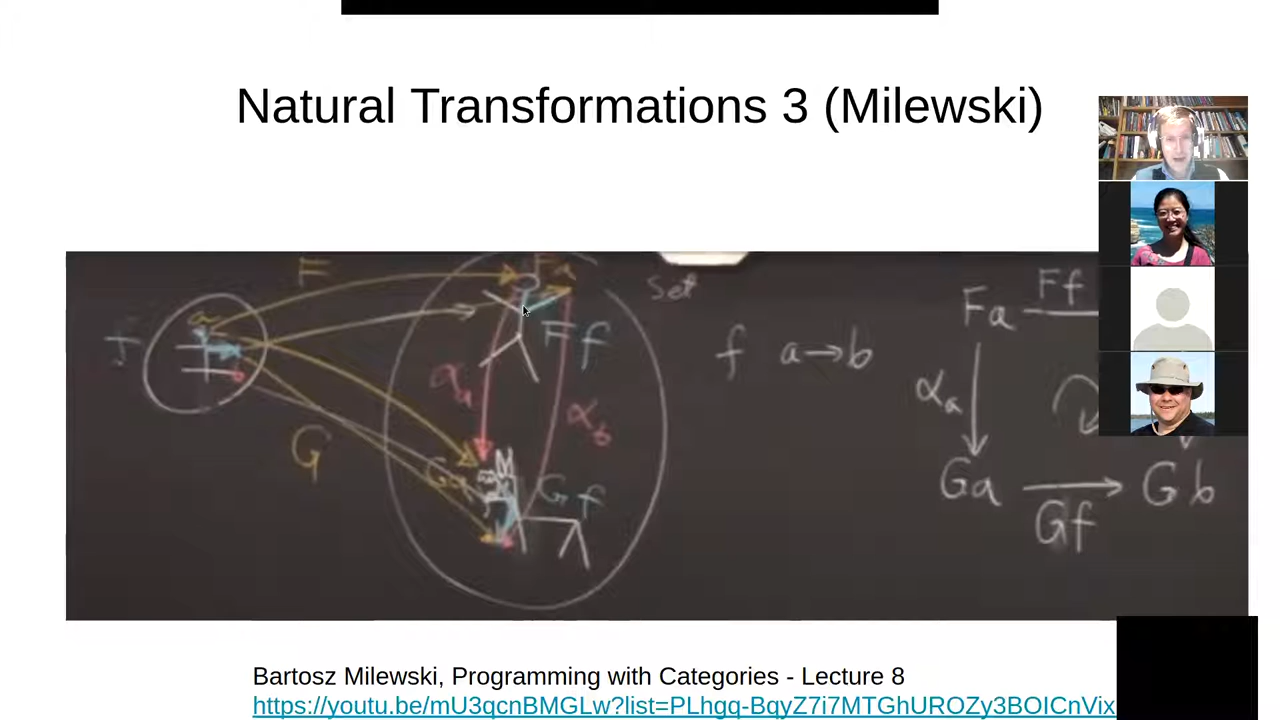 Natural Transformations 3 (Milewski)
F
a
Fa
Set
Ff
αa
αb
G
Ga
Gf
f a→b
Fa
Ff
αa
Ga
Gf
Gb
Bartosz Milewski, Programming with Categories - Lecture 8
https://youtu.be/mU3qcnBMGLw?list=PLhgq-BqyZ7i7MTGhUROZy3BOICnVix